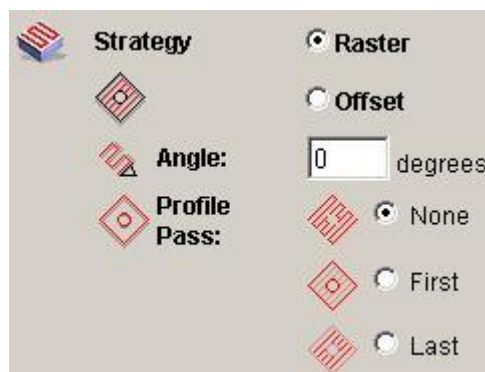 Strategy Raster
Offset
Angle: 0 degrees
Profile Pass: None
First
Last